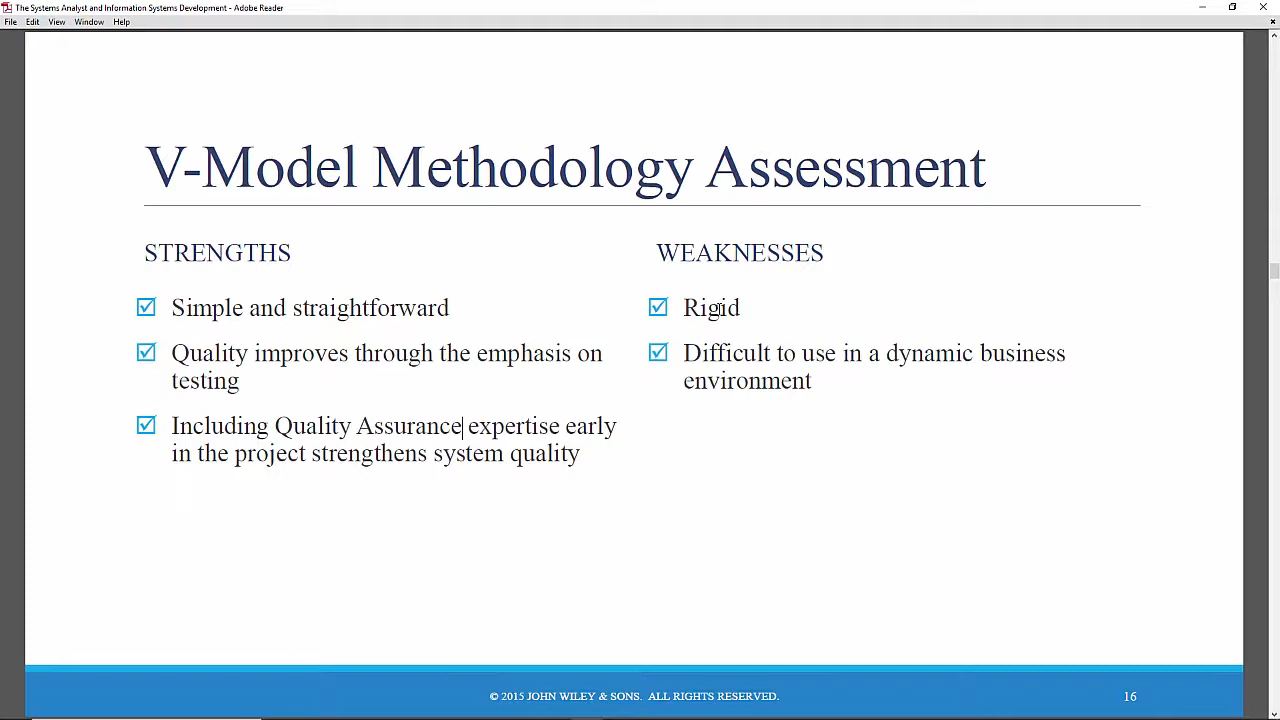 The Systems Analyst and Information Systems Development - Adobe Reader
File Edit View Window Help
V-Model Methodology Assessment
STRENGTHS
Simple and straightforward
Quality improves through the emphasis on
testing
Including Quality Assurance expertise early
in the project strengthens system quality
WEAKNESSES
Rigid
Difficult to use in a dynamic business
environment
© 2015 JOHN WILEY & SONS. ALL RIGHTS RESERVED.
16